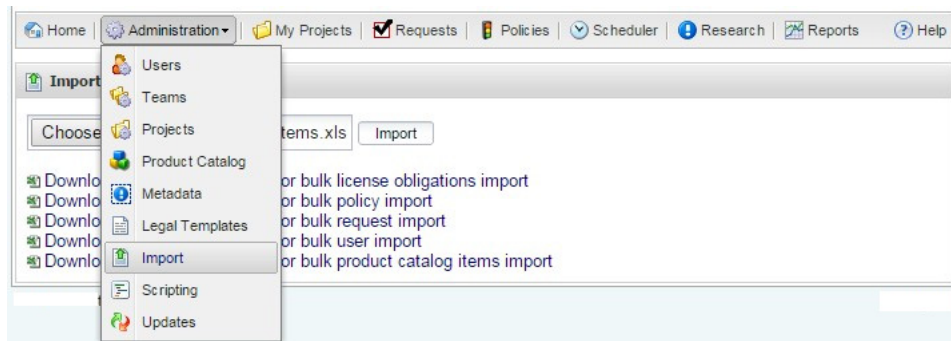 Home | Administration | My Projects | Requests | Policies | Scheduler | Research | Reports Help
Users
Import
Teams
Choose tems.xls Import
Projects
Product Catalog
Downlo or bulk license obligations import
Metadata
Downlo or bulk policy import
Downlo or bulk request import
Legal Templates
Downlo or bulk user import
Import
Downlo or bulk product catalog items import
Scripting
Updates